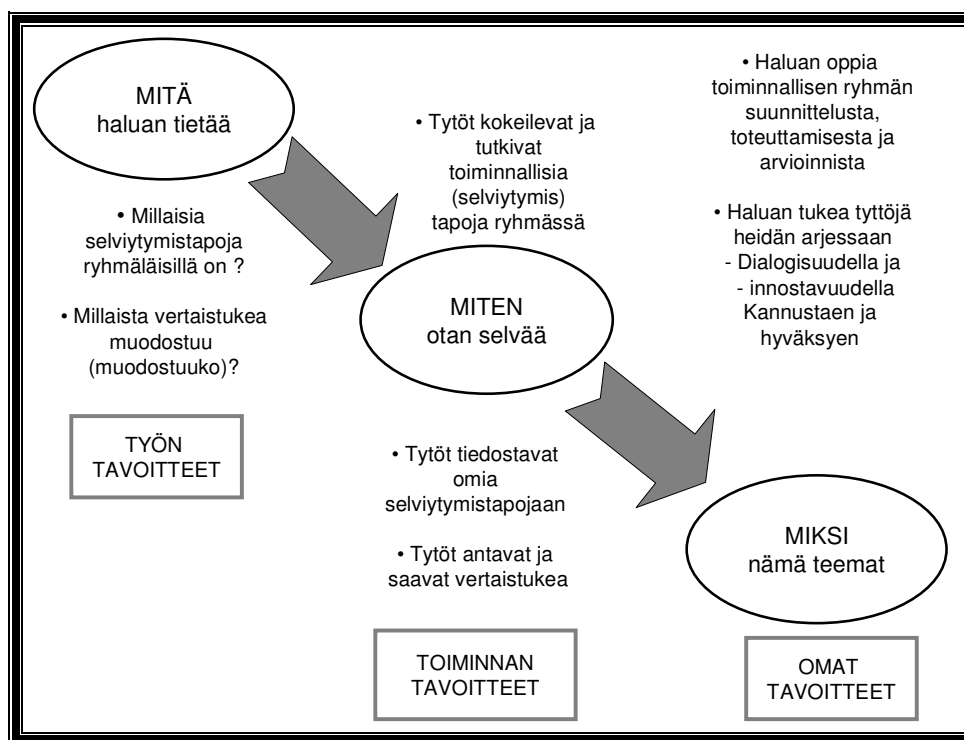 MITÄ
haluan tietää
• Millaisia
selviytymistapoja
ryhmäläisillä on ?
• Millaista vertaistukea
muodostuu
(muodostuuko)?
TYÖN
TAVOITTEET
• Tytöt kokeilevat ja
tutkivat
toiminnallisia
(selviytymis)
tapoja ryhmässä
MITEN
otan selvää
• Tytöt tiedostavat
omia
selviytymistapojaan
• Tytöt antavat ja
saavat vertaistukea
TOIMINNAN
TAVOITTEET
• Haluan oppia
toiminnallisen ryhmän
suunnittelusta,
toteuttamisesta ja
arvioinnista
• Haluan tukea tyttöjä
heidän arjessaan
- Dialogisuudella ja
- innostavuudella
Kannustaen ja
hyväksyen
MIKSI
nämä teemat
OMAT
TAVOITTEET